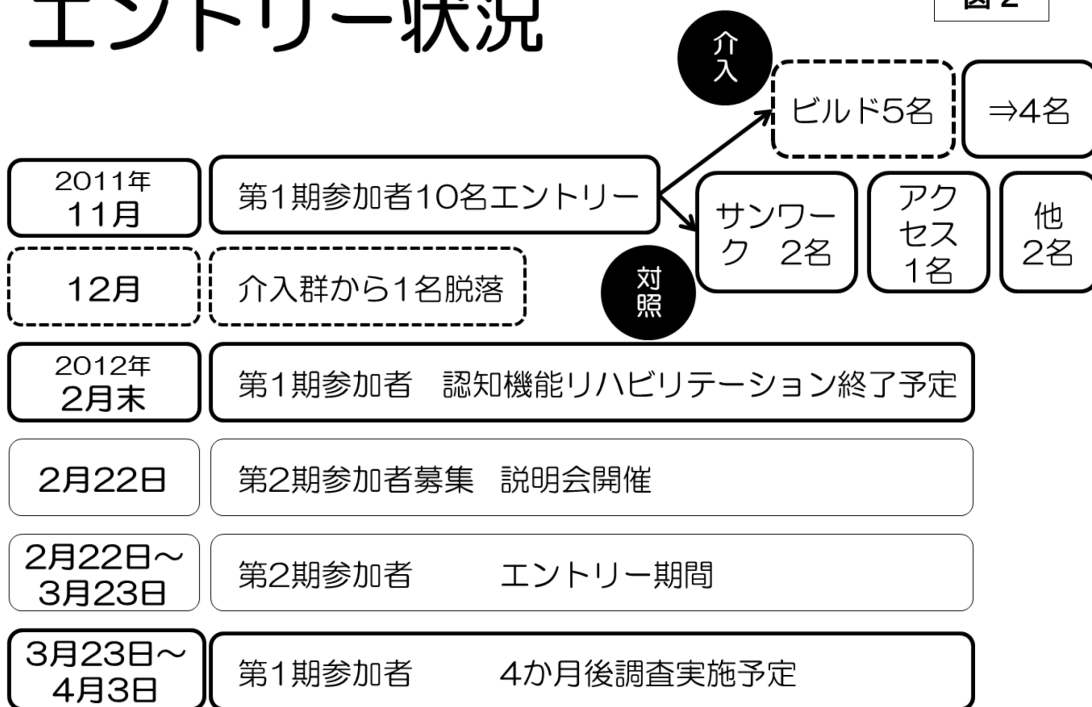 エントリー状況
図2
介
入
ビルド5名
⇒4名
2011年
11月
第1期参加者10名エントリー
サンワー
ク 2名
アク
セス
1名
他
2名
対
照
12月
介入群から1名脱落
2012年
2月末
第1期参加者 認知機能リハビリテーション終了予定
2月22日
第2期参加者募集 説明会開催
2月22日~
3月23日
第2期参加者 エントリー期間
3月23日~
4月3日
第1期参加者 4か月後調査実施予定